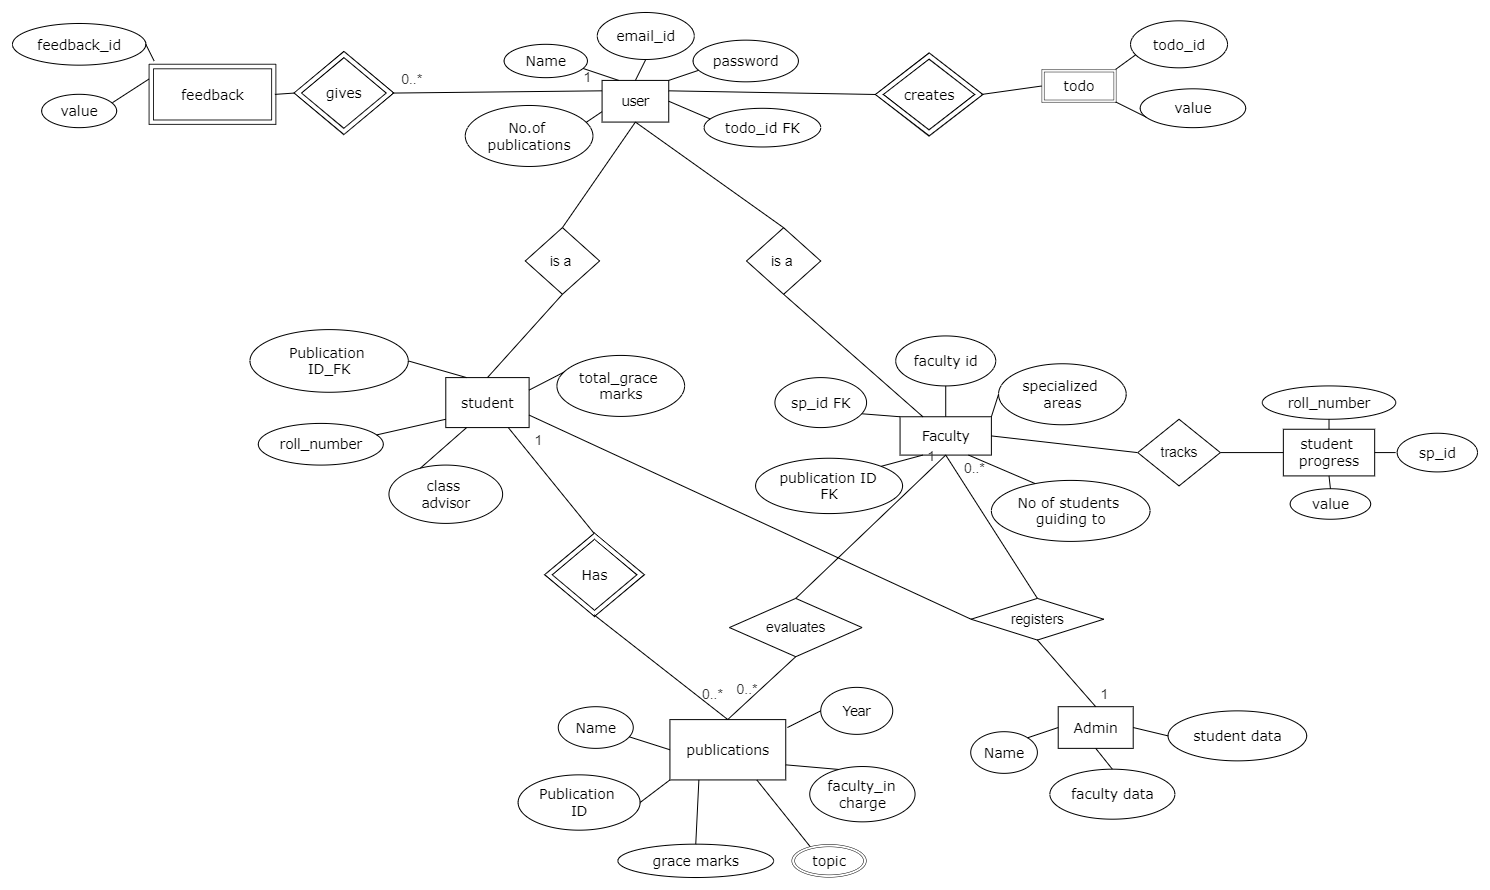 feedback_id
value
feedback
gives
0..*
1
Name
email_id
password
user
No.of
publications
todo_id FK
creates
todo
todo_id
value
is a
is a
Publication
ID_FK
total_grace
marks
student
roll_number
class
advisor
1
faculty id
specialized
areas
sp_id FK
Faculty
publication ID
FK
1
0..*
No of students
guiding to
tracks
roll_number
student
progress
sp_id
value
Has
evaluates
registers
0..*
0..*
1
Name
Year
publications
Publication
ID
faculty_in
charge
grace marks
topic
Admin
Name
student data
faculty data